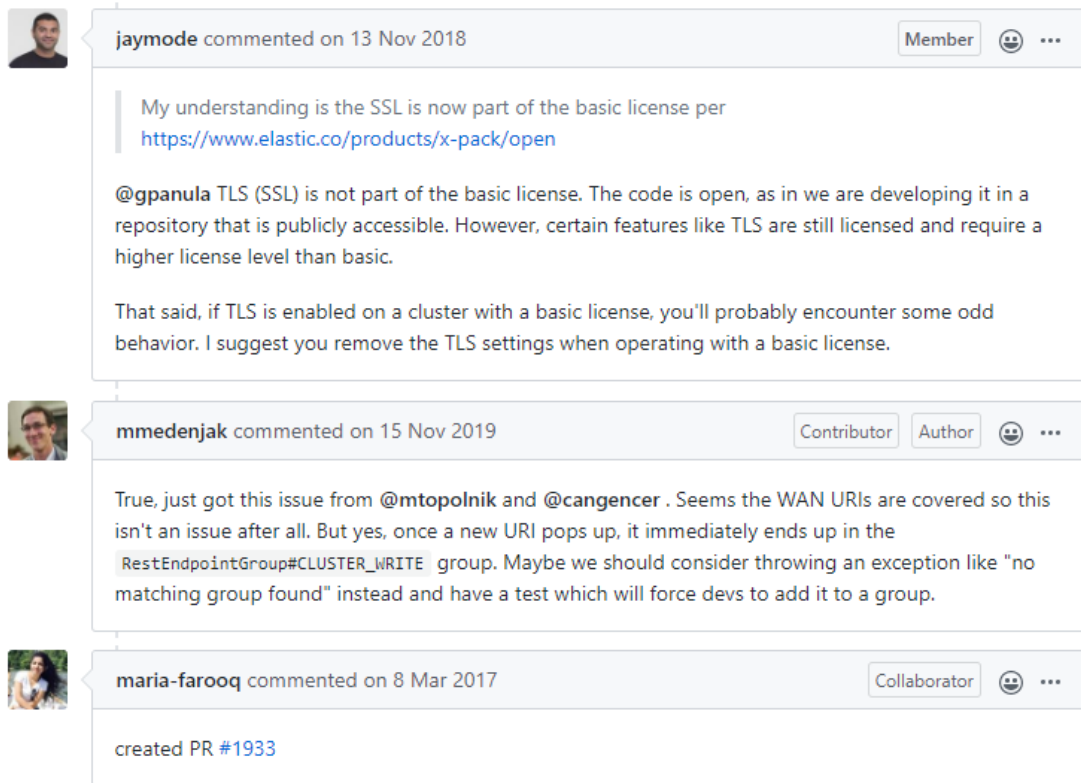 jaymode commented on 13 Nov 2018 Member
My understanding is the SSL is now part of the basic license per
https://www.elastic.co/products/x-pack/open
@gpanula TLS (SSL) is not part of the basic license. The code is open, as in we are developing it in a
repository that is publicly accessible. However, certain features like TLS are still licensed and require a
higher license level than basic.
That said, if TLS is enabled on a cluster with a basic license, you'll probably encounter some odd
behavior. I suggest you remove the TLS settings when operating with a basic license.
mmedenjak commented on 15 Nov 2019 Contributor Author
True, just got this issue from @mtopolnik and @cangencer . Seems the WAN URIs are covered so this
isn't an issue after all. But yes, once a new URI pops up, it immediately ends up in the
RestEndpointGroup#CLUSTER_WRITE group. Maybe we should consider throwing an exception like "no
matching group found" instead and have a test which will force devs to add it to a group.
maria-farooq commented on 8 Mar 2017 Collaborator
created PR #1933